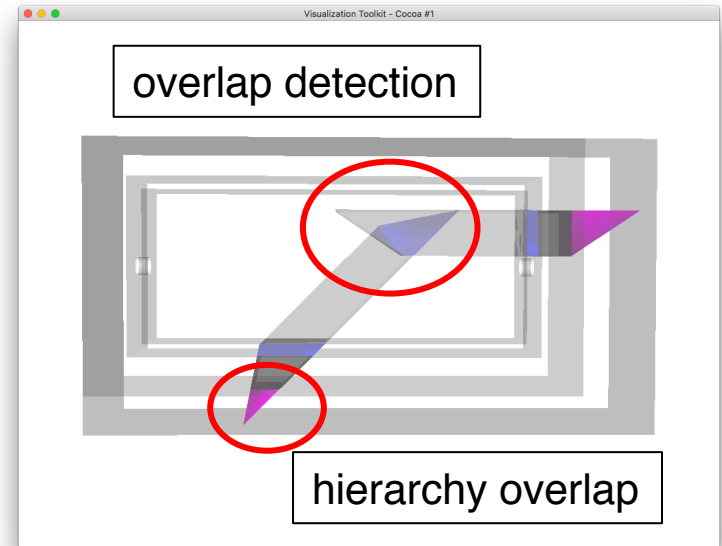 Visualization Toolkit - Cocoa #1
overlap detection
hierarchy overlap